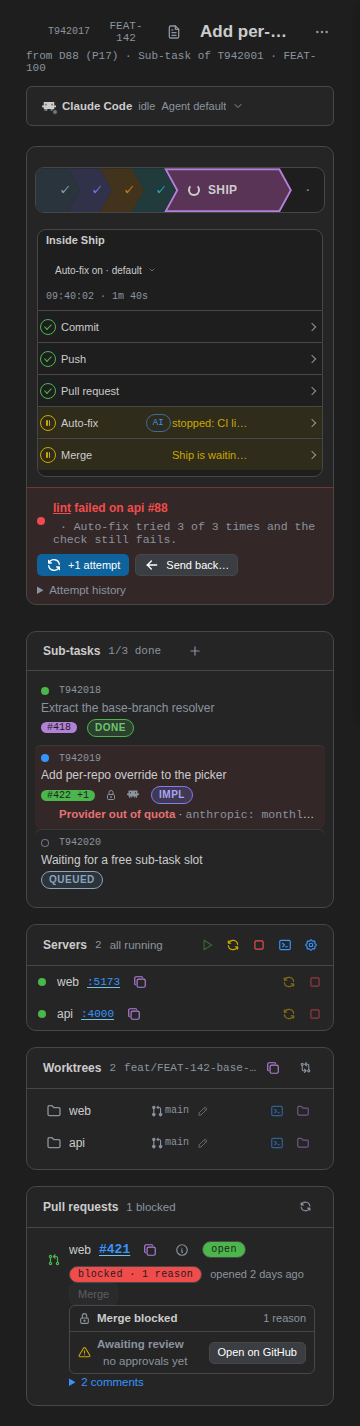 T942017 FEAT-142 Add per-…
from D88 (P17) · Sub-task of T942001 · FEAT-100
Claude Code idle Agent default
SHIP
Inside Ship
Auto-fix on · default
09:40:02 · 1m 40s
Commit
Push
Pull request
Auto-fix AI stopped: CI li…
Merge Ship is waitin…
lint failed on api #88
· Auto-fix tried 3 of 3 times and the
check still fails.
+1 attempt Send back…
Attempt history
Sub-tasks 1/3 done
T942018
Extract the base-branch resolver
#418 DONE
T942019
Add per-repo override to the picker
#422 +1 IMPL
Provider out of quota · anthropic: monthl…
T942020
Waiting for a free sub-task slot
QUEUED
Servers 2 all running
web :5173
api :4000
Worktrees 2 feat/FEAT-142-base-…
web main
api main
Pull requests 1 blocked
web #421 open
blocked · 1 reason opened 2 days ago
Merge
Merge blocked 1 reason
Awaiting review
no approvals yet Open on GitHub
2 comments